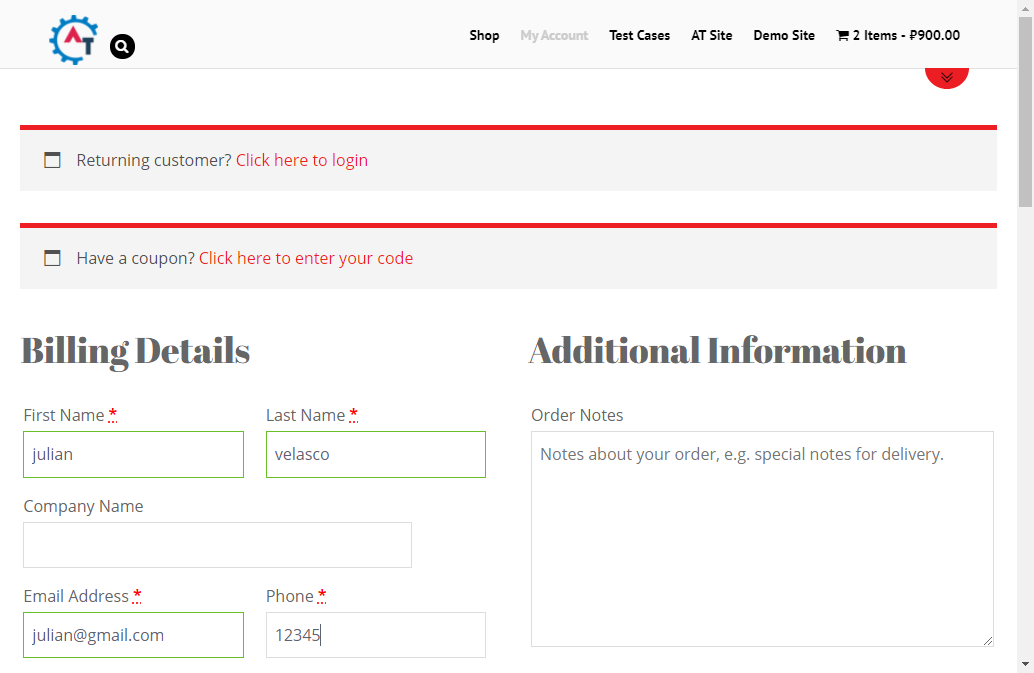 AT
Shop My Account Test Cases AT Site Demo Site 2 Items - ₽900.00
Returning customer? Click here to login
Have a coupon? Click here to enter your code
Billing Details
First Name *
Last Name *
julian
velasco
Company Name
Email Address *
Phone *
julian@gmail.com
12345
Additional Information
Order Notes
Notes about your order, e.g. special notes for delivery.